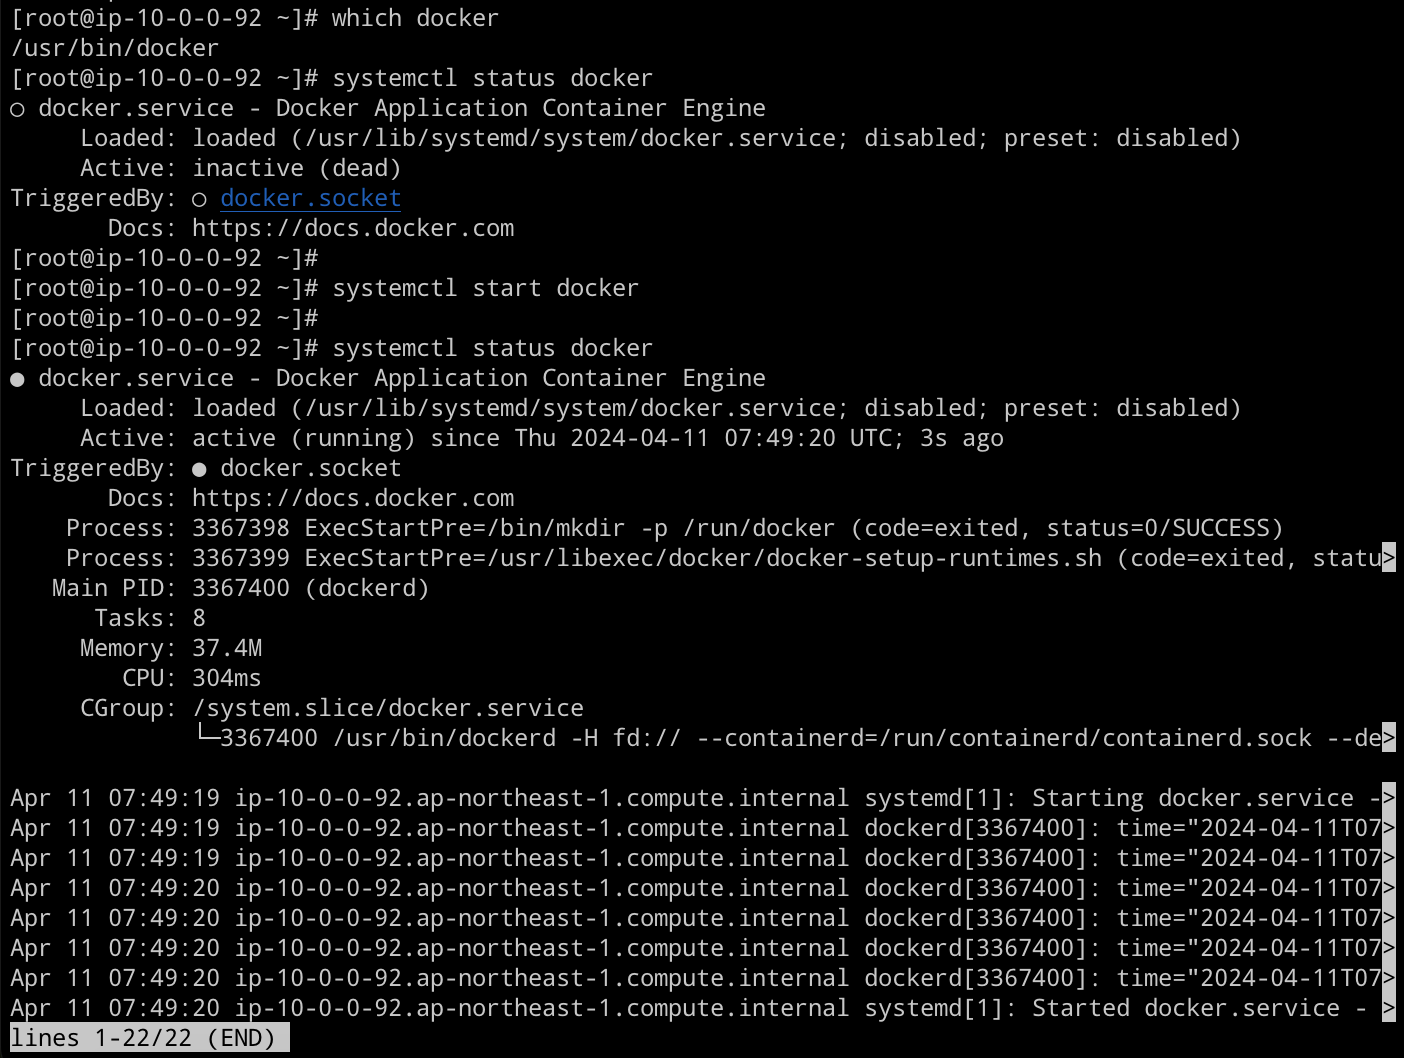 [root@ip-10-0-0-92 ~]# which docker
/usr/bin/docker
[root@ip-10-0-0-92 ~]# systemctl status docker
○ docker.service - Docker Application Container Engine
     Loaded: loaded (/usr/lib/systemd/system/docker.service; disabled; preset: disabled)
     Active: inactive (dead)
TriggeredBy: ○ docker.socket
       Docs: https://docs.docker.com
[root@ip-10-0-0-92 ~]#
[root@ip-10-0-0-92 ~]# systemctl start docker
[root@ip-10-0-0-92 ~]#
[root@ip-10-0-0-92 ~]# systemctl status docker
● docker.service - Docker Application Container Engine
     Loaded: loaded (/usr/lib/systemd/system/docker.service; disabled; preset: disabled)
     Active: active (running) since Thu 2024-04-11 07:49:20 UTC; 3s ago
TriggeredBy: ● docker.socket
       Docs: https://docs.docker.com
    Process: 3367398 ExecStartPre=/bin/mkdir -p /run/docker (code=exited, status=0/SUCCESS)
    Process: 3367399 ExecStartPre=/usr/libexec/docker/docker-setup-runtimes.sh (code=exited, statu>
   Main PID: 3367400 (dockerd)
      Tasks: 8
     Memory: 37.4M
        CPU: 304ms
     CGroup: /system.slice/docker.service
             └─3367400 /usr/bin/dockerd -H fd:// --containerd=/run/containerd/containerd.sock --de>

Apr 11 07:49:19 ip-10-0-0-92.ap-northeast-1.compute.internal systemd[1]: Starting docker.service ->
Apr 11 07:49:19 ip-10-0-0-92.ap-northeast-1.compute.internal dockerd[3367400]: time="2024-04-11T07>
Apr 11 07:49:19 ip-10-0-0-92.ap-northeast-1.compute.internal dockerd[3367400]: time="2024-04-11T07>
Apr 11 07:49:20 ip-10-0-0-92.ap-northeast-1.compute.internal dockerd[3367400]: time="2024-04-11T07>
Apr 11 07:49:20 ip-10-0-0-92.ap-northeast-1.compute.internal dockerd[3367400]: time="2024-04-11T07>
Apr 11 07:49:20 ip-10-0-0-92.ap-northeast-1.compute.internal dockerd[3367400]: time="2024-04-11T07>
Apr 11 07:49:20 ip-10-0-0-92.ap-northeast-1.compute.internal dockerd[3367400]: time="2024-04-11T07>
Apr 11 07:49:20 ip-10-0-0-92.ap-northeast-1.compute.internal systemd[1]: Started docker.service - >
lines 1-22/22 (END)